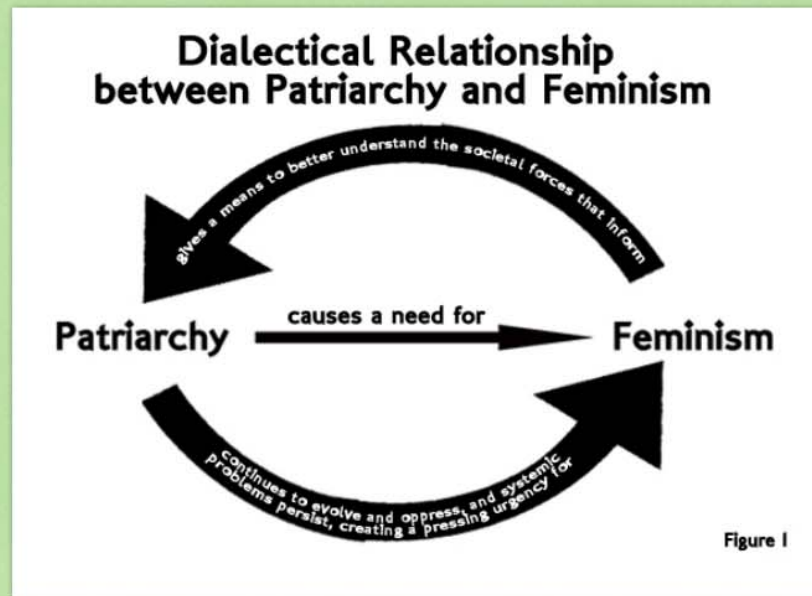 Dialectical Relationship
between Patriarchy and Feminism
gives a means to better understand the societal forces that inform
causes a need for
Patriarchy
Feminism
continues to evolve and oppress, and systemic
problems persist, creating a pressing urgency for
Figure 1